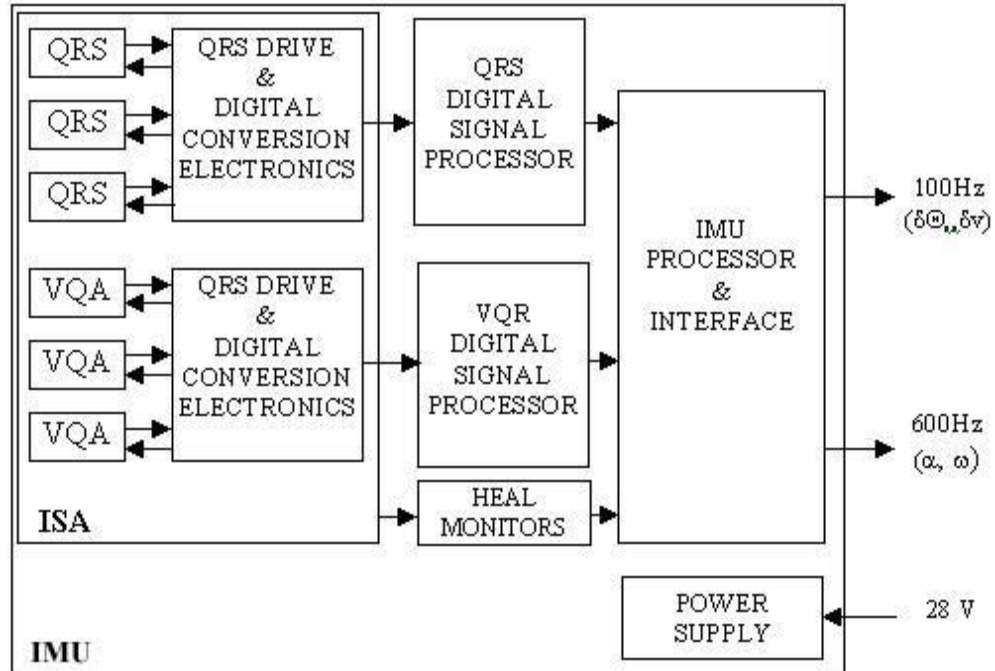 QRS
QRS
QRS
QRS DRIVE
&
DIGITAL
CONVERSION
ELECTRONICS
QRS
DIGITAL
SIGNAL
PROCESSOR
VQA
VQA
VQA
QRS DRIVE
&
DIGITAL
CONVERSION
ELECTRONICS
VQR
DIGITAL
SIGNAL
PROCESSOR
ISA
HEAL
MONITORS
IMU
PROCESSOR
&
INTERFACE
100Hz
(δΘ,,δv)
600Hz
(α, ω)
POWER
SUPPLY
28 V
IMU